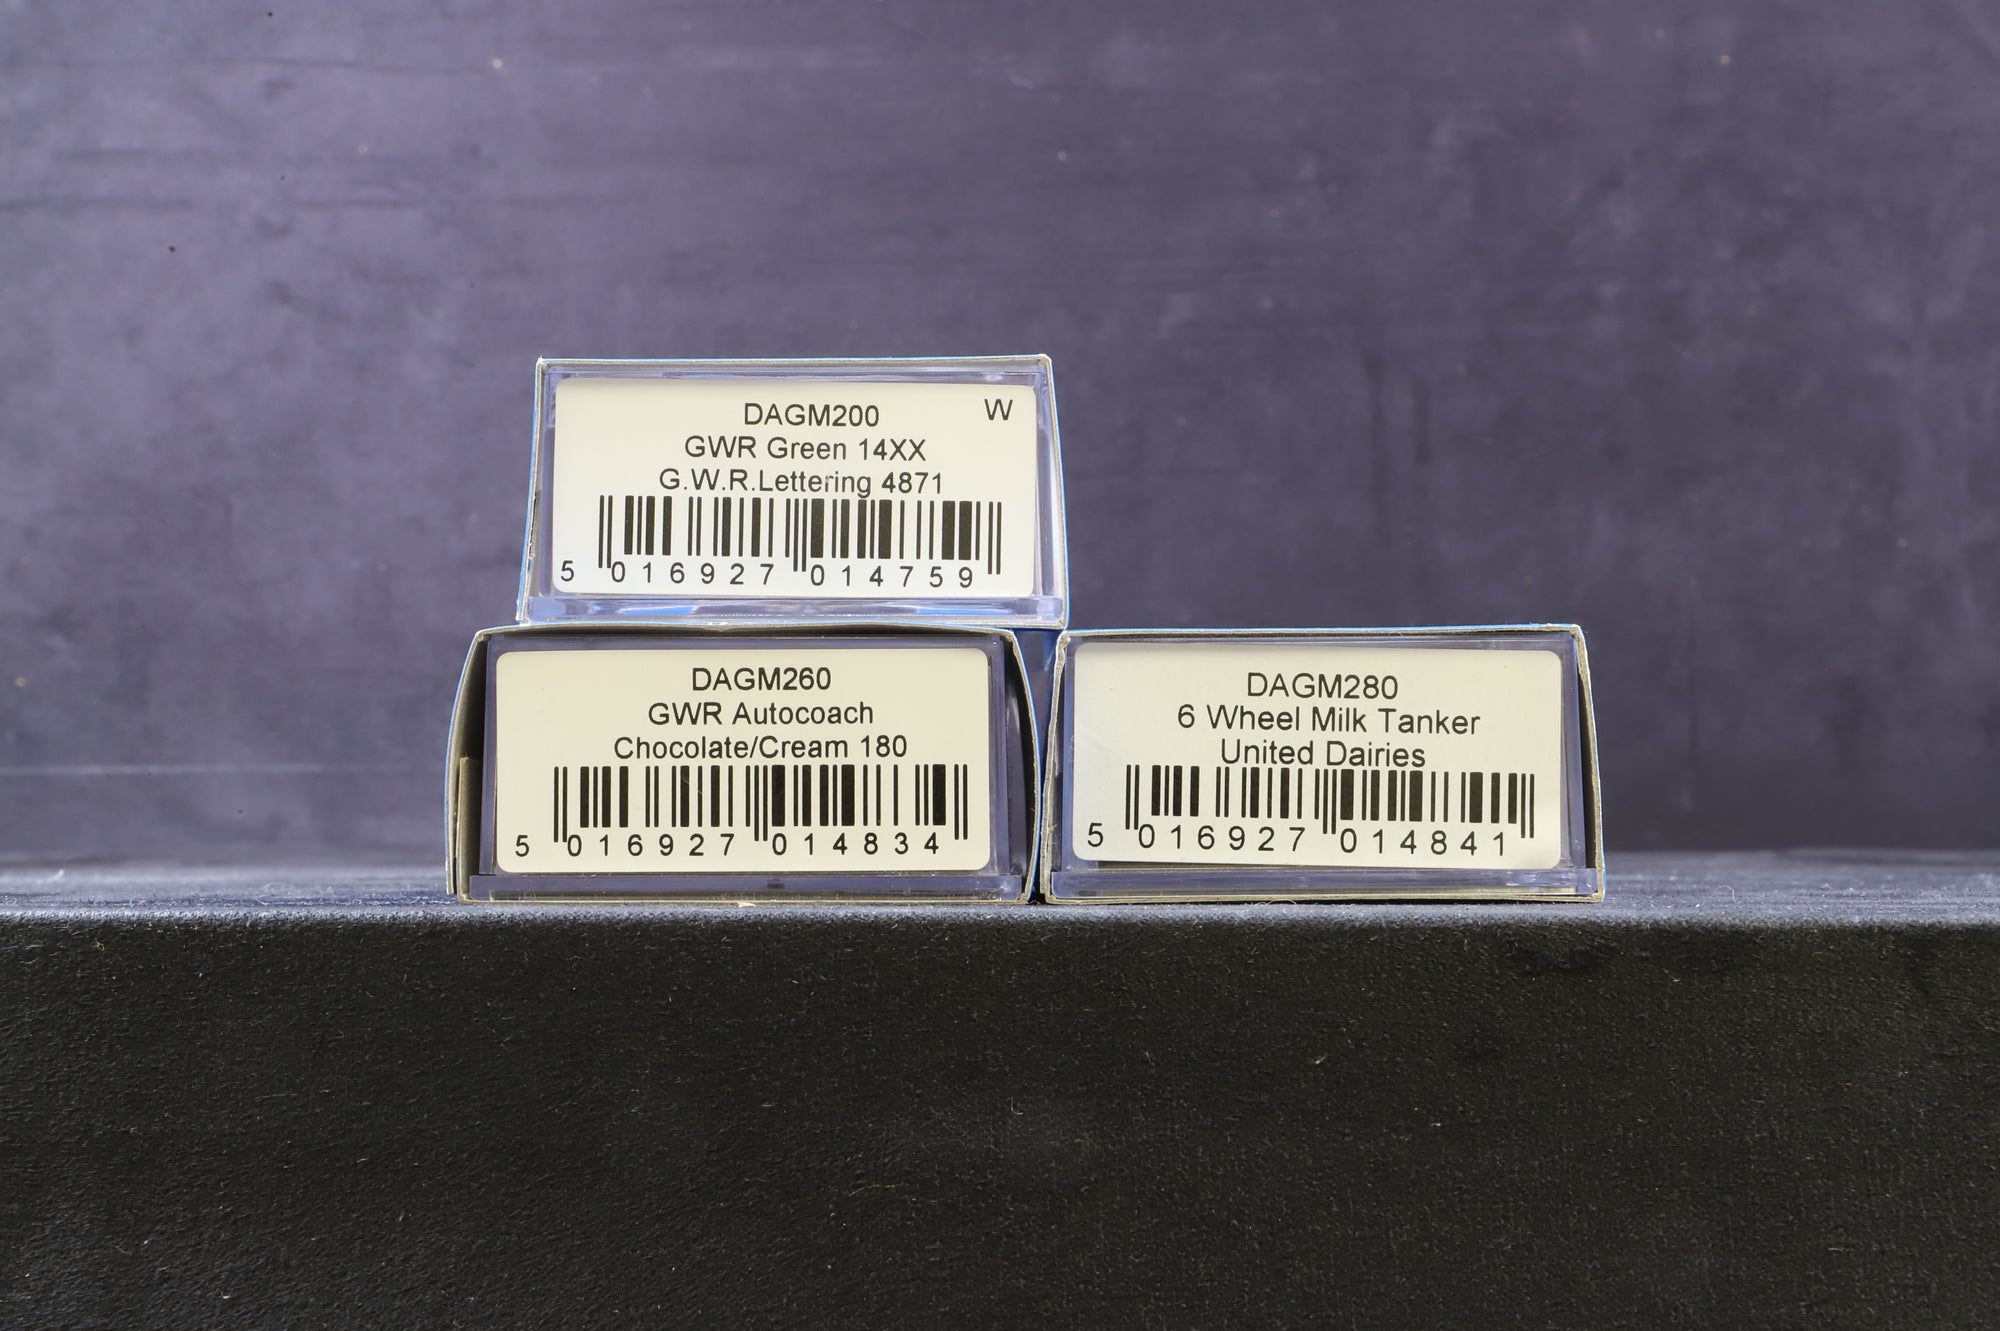 DAGM200 W
GWR Green 14XX
G.W.R.Lettering 4871
5 016927 014759
DAGM260
GWR Autocoach
Chocolate/Cream 180
5 016927 014834
DAGM280
6 Wheel Milk Tanker
United Dairies
5 016927 014841